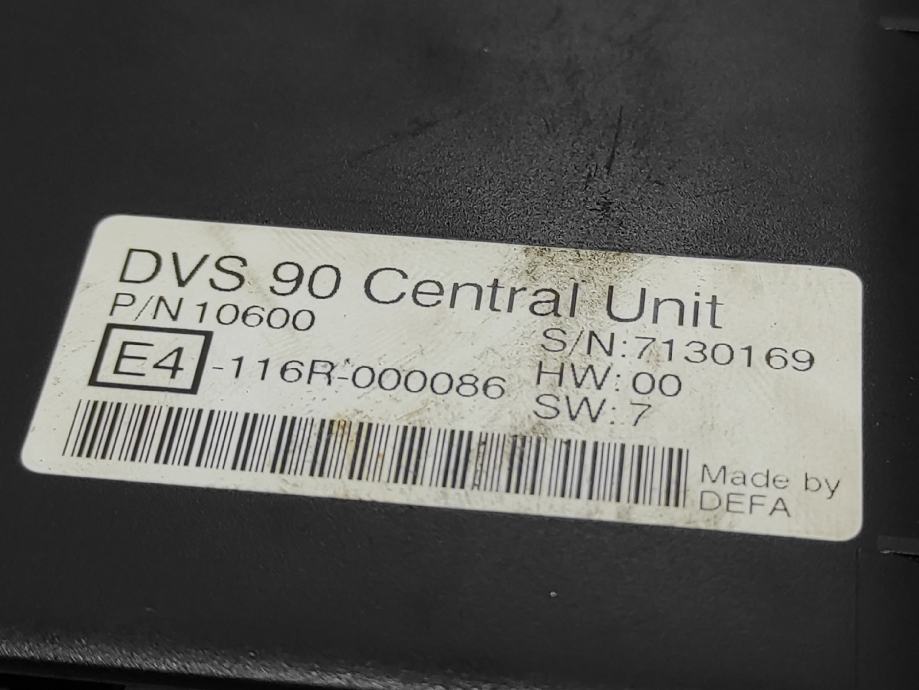 DVS 90 Central Unit
P/N 10600
S/N:7130169
E4 -116R-000086
HW: 00
SW: 7
Made by
DEFA